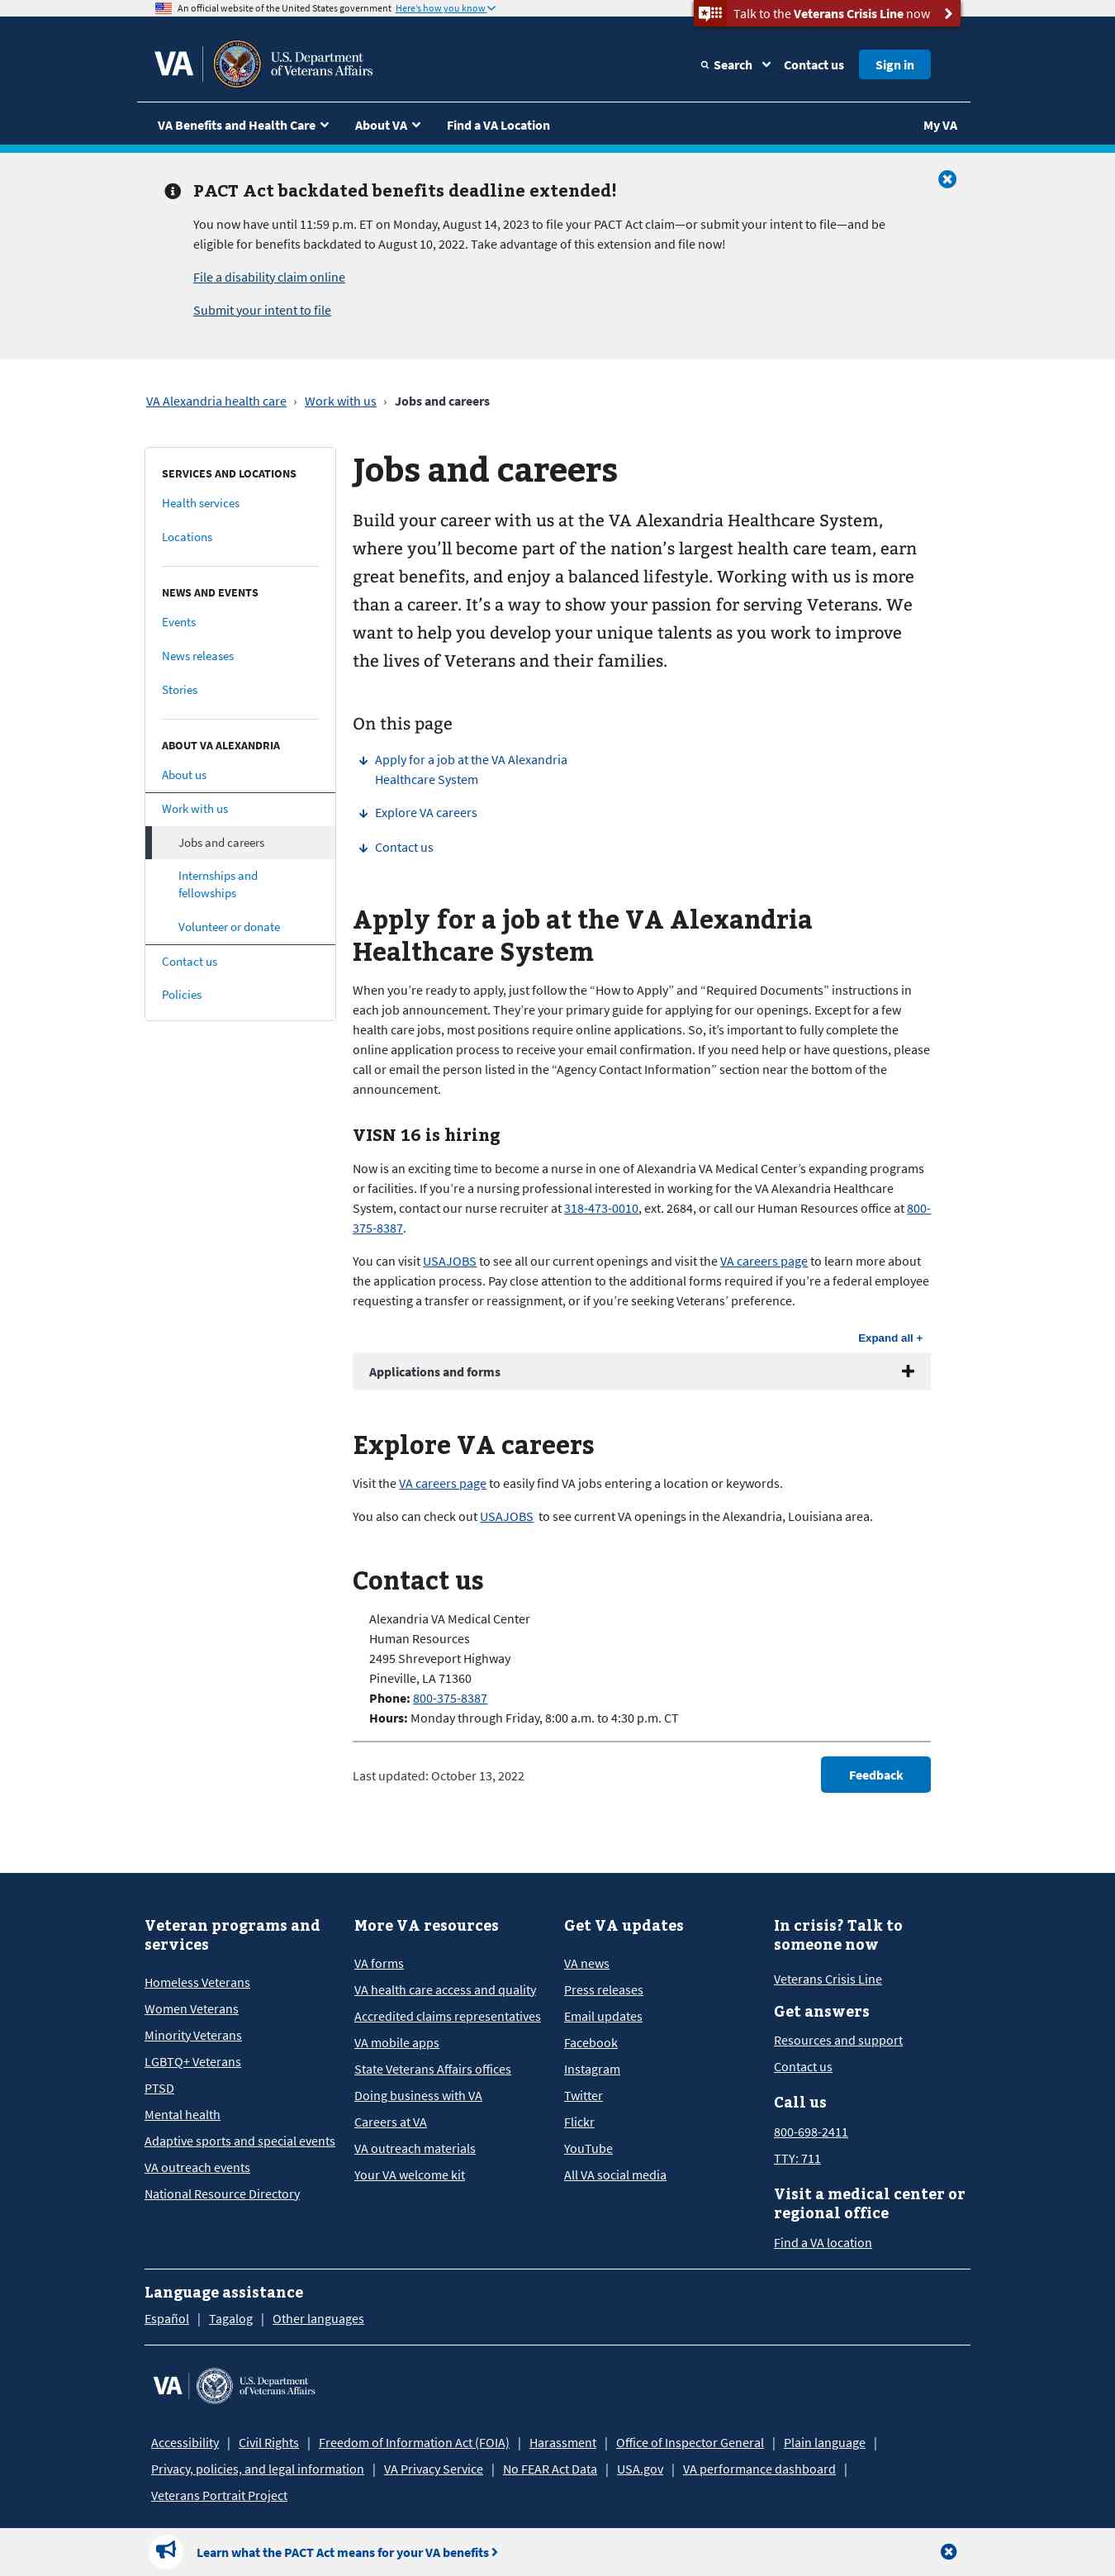 An official website of the United States government Here's how you know
Talk to the Veterans Crisis Line now
VA
U.S. Department
of Veterans Affairs
Search
Contact us
Sign in
VA Benefits and Health Care
About VA
Find a VA Location
My VA
PACT Act backdated benefits deadline extended!
You now have until 11:59 p.m. ET on Monday, August 14, 2023 to file your PACT Act claim—or submit your intent to file—and be
eligible for benefits backdated to August 10, 2022. Take advantage of this extension and file now!
File a disability claim online
Submit your intent to file
VA Alexandria health care › Work with us › Jobs and careers
SERVICES AND LOCATIONS
Health services
Locations
NEWS AND EVENTS
Events
News releases
Stories
ABOUT VA ALEXANDRIA
About us
Work with us
Jobs and careers
Internships and
fellowships
Volunteer or donate
Contact us
Policies
Jobs and careers
Build your career with us at the VA Alexandria Healthcare System,
where you’ll become part of the nation’s largest health care team, earn
great benefits, and enjoy a balanced lifestyle. Working with us is more
than a career. It’s a way to show your passion for serving Veterans. We
want to help you develop your unique talents as you work to improve
the lives of Veterans and their families.
On this page
Apply for a job at the VA Alexandria
Healthcare System
Explore VA careers
Contact us
Apply for a job at the VA Alexandria
Healthcare System
When you’re ready to apply, just follow the “How to Apply” and “Required Documents” instructions in
each job announcement. They’re your primary guide for applying for our openings. Except for a few
health care jobs, most positions require online applications. So, it’s important to fully complete the
online application process to receive your email confirmation. If you need help or have questions, please
call or email the person listed in the “Agency Contact Information” section near the bottom of the
announcement.
VISN 16 is hiring
Now is an exciting time to become a nurse in one of Alexandria VA Medical Center’s expanding programs
or facilities. If you’re a nursing professional interested in working for the VA Alexandria Healthcare
System, contact our nurse recruiter at 318-473-0010, ext. 2684, or call our Human Resources office at 800-
375-8387.
You can visit USAJOBS to see all our current openings and visit the VA careers page to learn more about
the application process. Pay close attention to the additional forms required if you’re a federal employee
requesting a transfer or reassignment, or if you’re seeking Veterans’ preference.
Expand all +
Applications and forms
Explore VA careers
Visit the VA careers page to easily find VA jobs entering a location or keywords.
You also can check out USAJOBS to see current VA openings in the Alexandria, Louisiana area.
Contact us
Alexandria VA Medical Center
Human Resources
2495 Shreveport Highway
Pineville, LA 71360
Phone: 800-375-8387
Hours: Monday through Friday, 8:00 a.m. to 4:30 p.m. CT
Last updated: October 13, 2022
Feedback
Veteran programs and
services
Homeless Veterans
Women Veterans
Minority Veterans
LGBTQ+ Veterans
PTSD
Mental health
Adaptive sports and special events
VA outreach events
National Resource Directory
More VA resources
VA forms
VA health care access and quality
Accredited claims representatives
VA mobile apps
State Veterans Affairs offices
Doing business with VA
Careers at VA
VA outreach materials
Your VA welcome kit
Get VA updates
VA news
Press releases
Email updates
Facebook
Instagram
Twitter
Flickr
YouTube
All VA social media
In crisis? Talk to
someone now
Veterans Crisis Line
Get answers
Resources and support
Contact us
Call us
800-698-2411
TTY: 711
Visit a medical center or
regional office
Find a VA location
Language assistance
Español | Tagalog | Other languages
VA
U.S. Department
of Veterans Affairs
Accessibility | Civil Rights | Freedom of Information Act (FOIA) | Harassment | Office of Inspector General | Plain language |
Privacy, policies, and legal information | VA Privacy Service | No FEAR Act Data | USA.gov | VA performance dashboard |
Veterans Portrait Project
Learn what the PACT Act means for your VA benefits